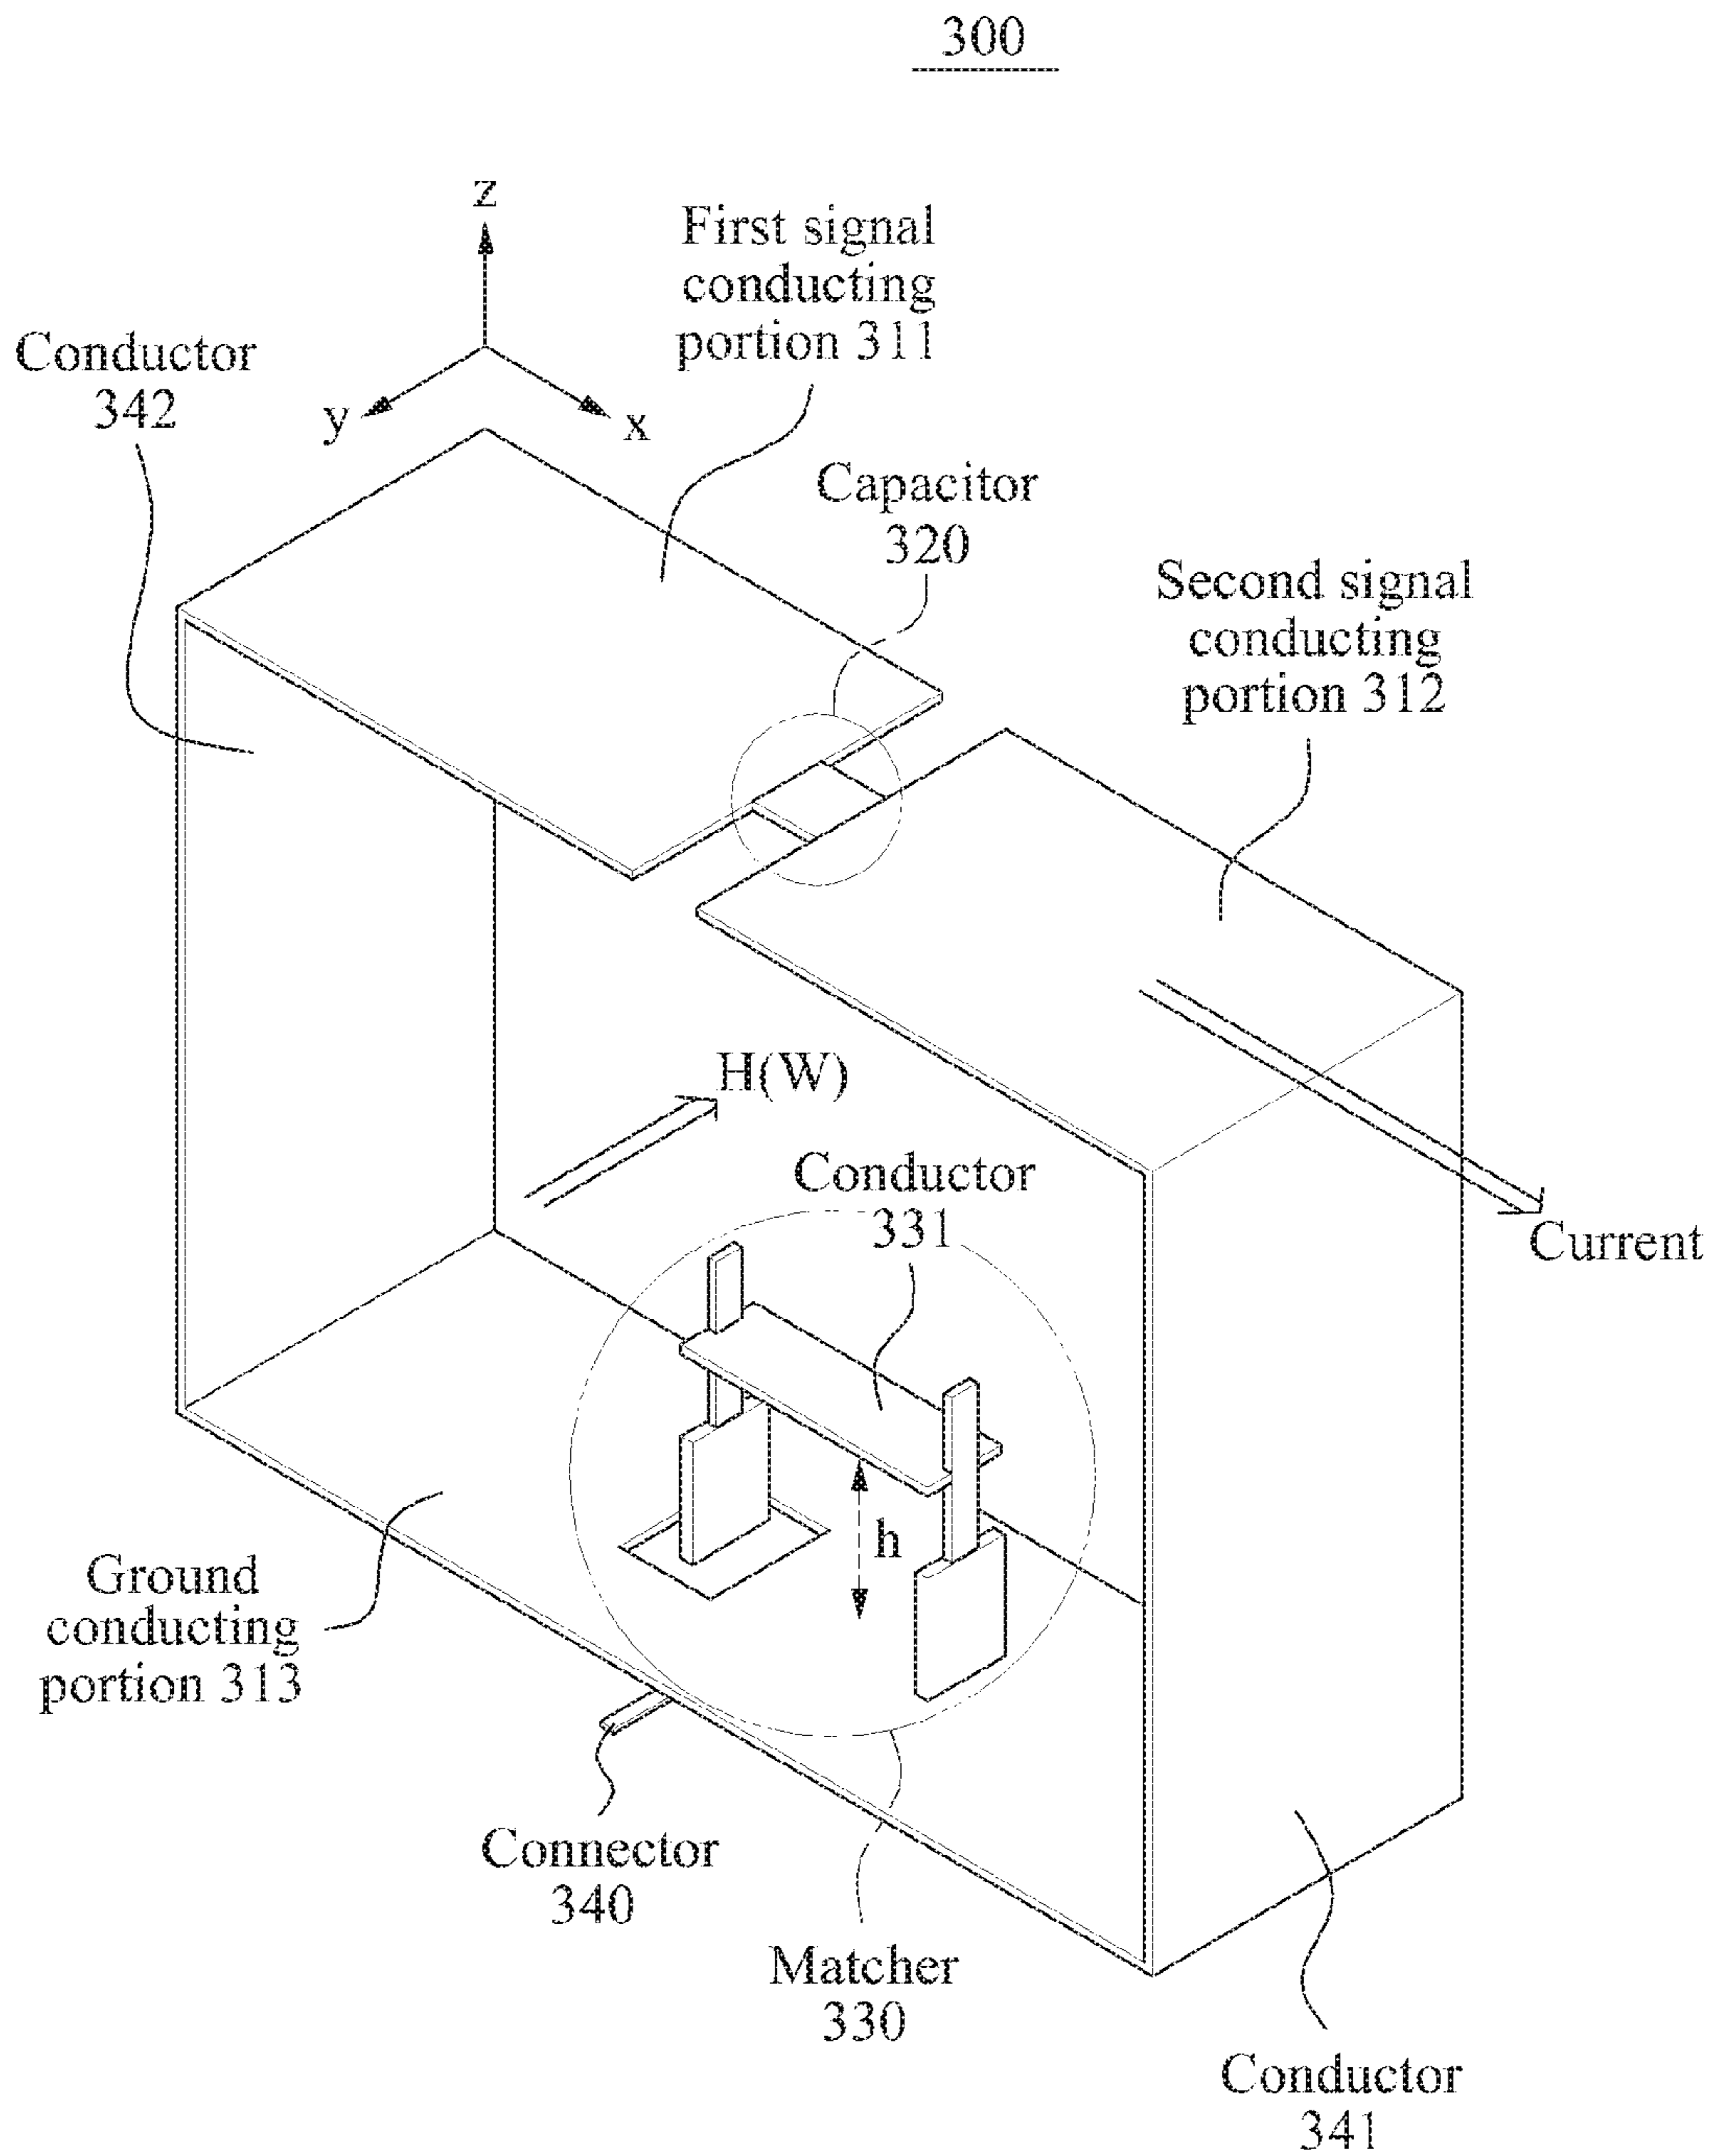 300
z
y
x
First signal
conducting
portion 311
Conductor
342
Capacitor
320
Second signal
conducting
portion 312
H(W)
Conductor
331
Current
h
Ground
conducting
portion 313
Connector
340
Matcher
330
Conductor
341